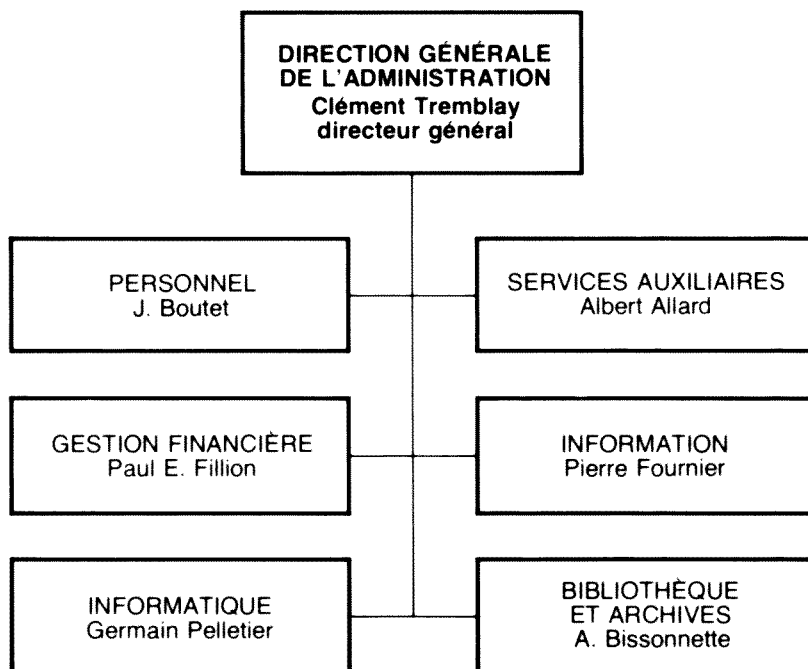 DIRECTION GÉNÉRALE
DE L'ADMINISTRATION
Clément Tremblay
directeur général
PERSONNEL
J. Boutet
SERVICES AUXILIAIRES
Albert Allard
GESTION FINANCIÈRE
Paul E. Fillion
INFORMATION
Pierre Fournier
INFORMATIQUE
Germain Pelletier
BIBLIOTHÈQUE
ET ARCHIVES
A. Bissonnette